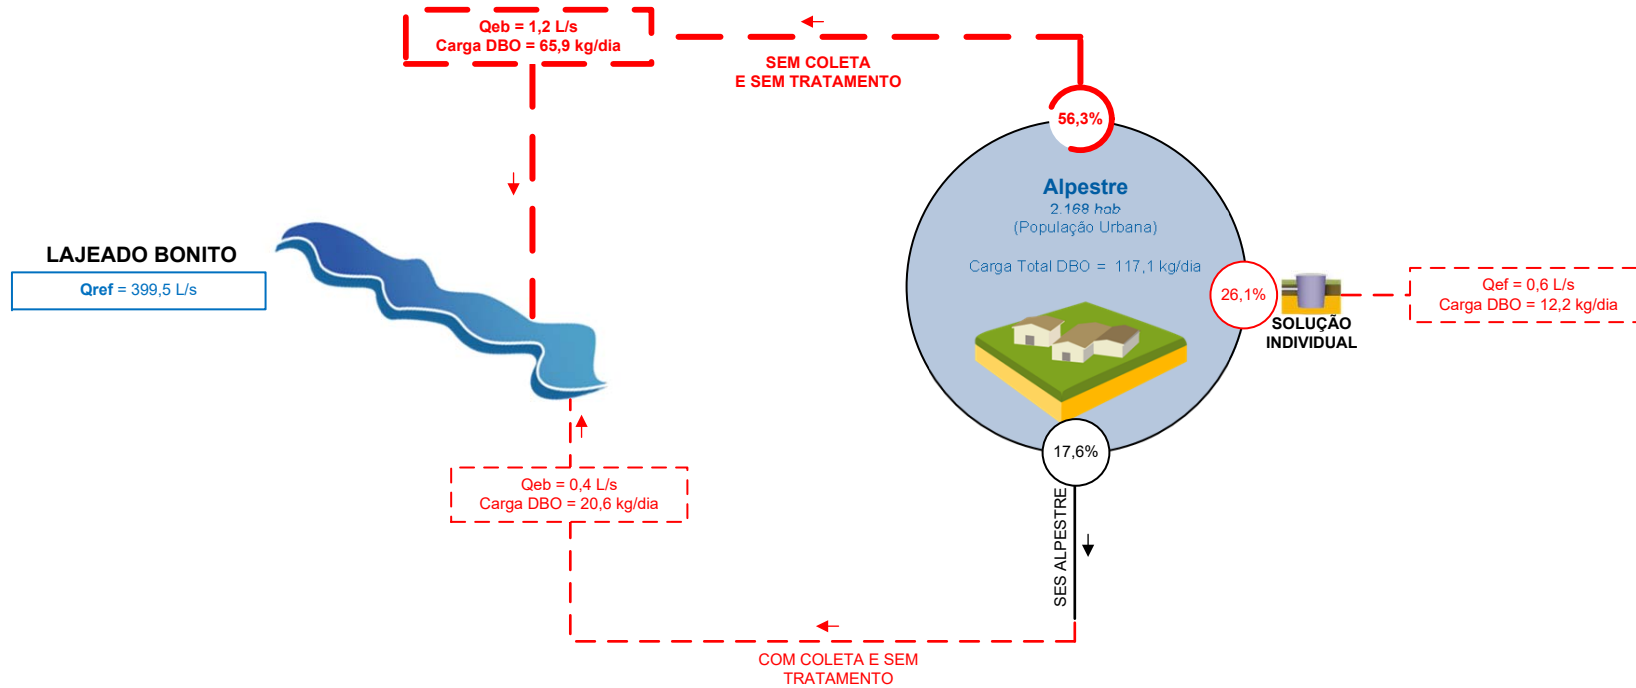 Qeb = 1,2 L/s
Carga DBO = 65,9 kg/dia
SEM COLETA
E SEM TRATAMENTO
56,3%
Alpestre
2.168 hab
(População Urbana)
Carga Total DBO = 117,1 kg/dia
LAJEADO BONITO
Qref = 399,5 L/s
26,1%
SOLUÇÃO
INDIVIDUAL
Qef = 0,6 L/s
Carga DBO = 12,2 kg/dia
17,6%
Qeb = 0,4 L/s
Carga DBO = 20,6 kg/dia
SES ALPESTRE
COM COLETA E SEM
TRATAMENTO